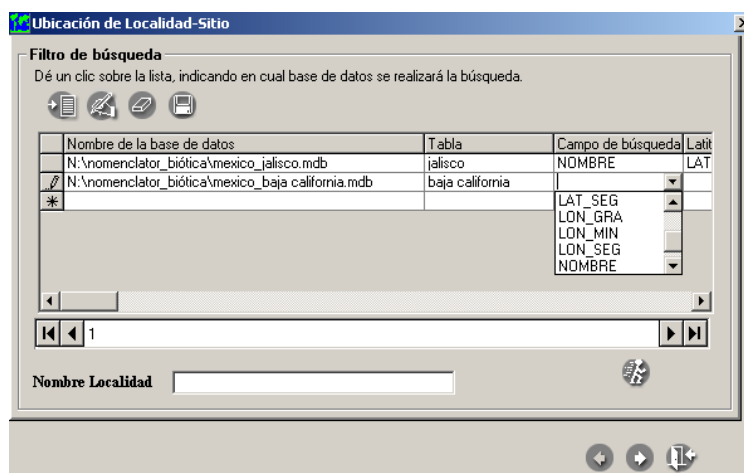 Ubicación de Localidad-Sitio
Filtro de búsqueda
Dé un clic sobre la lista, indicando en cual base de datos se realizará la búsqueda.
Nombre de la base de datos Tabla Campo de búsqueda Latit
N:\nomenclator_biótica\mexico_jalisco.mdb jalisco NOMBRE LAT
N:\nomenclator_biótica\mexico_baja california.mdb baja california
LAT_SEG
LON_GRA
LON_MIN
LON_SEG
NOMBRE
1
Nombre Localidad